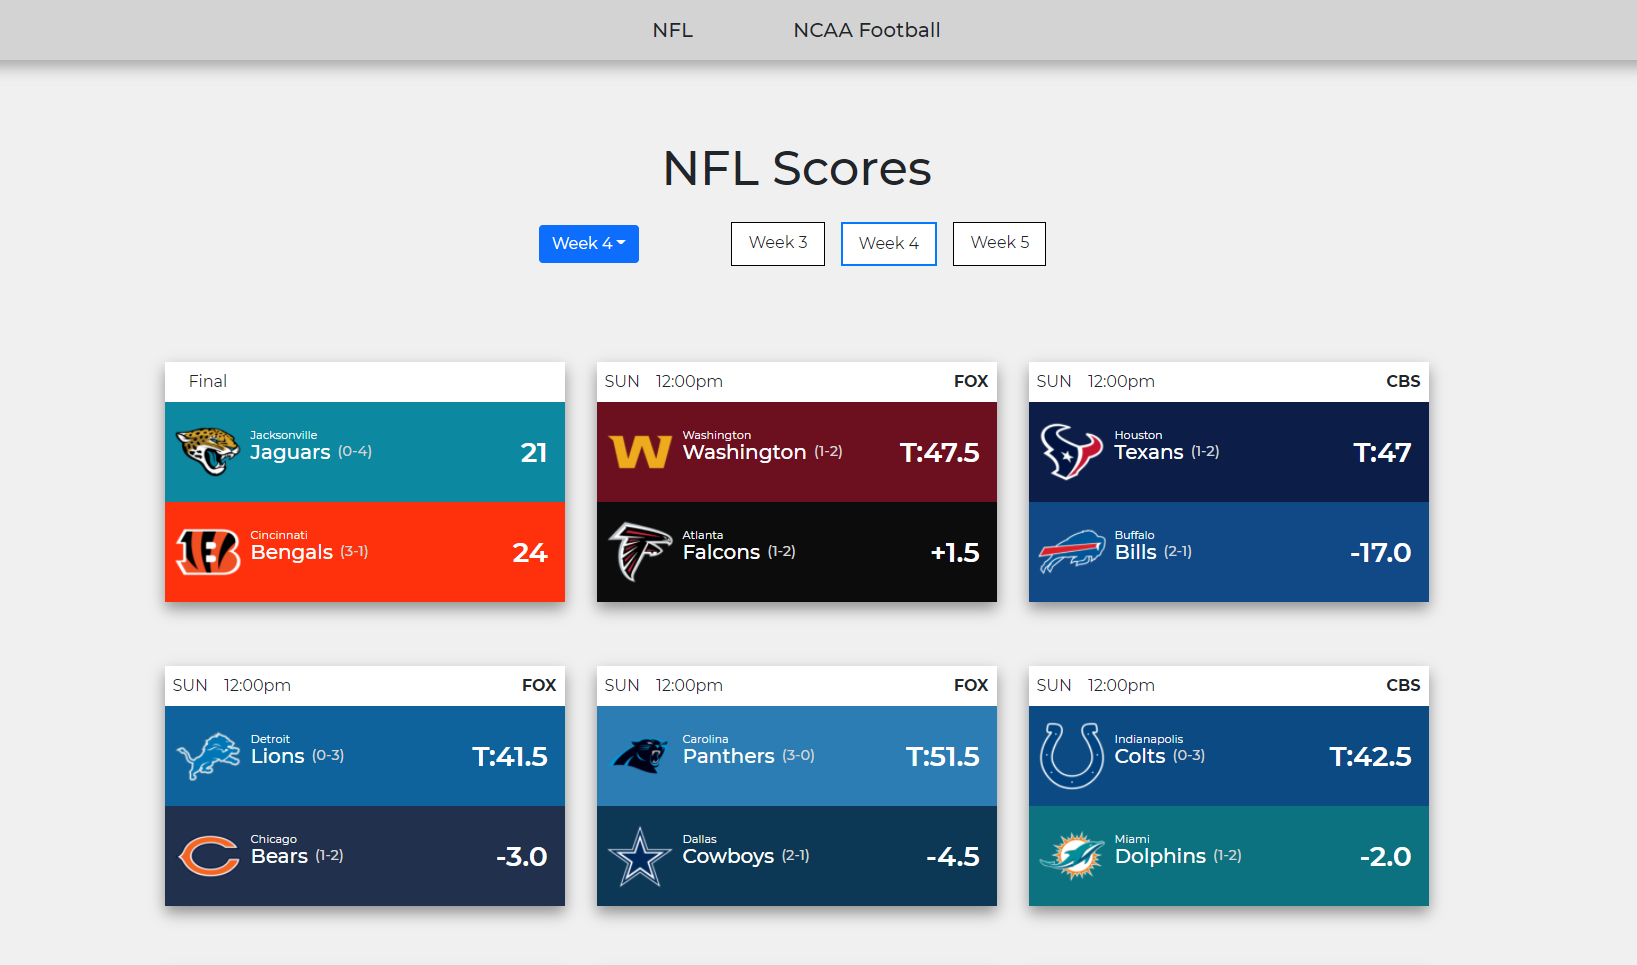 NFL NCAA Football
NFL Scores
Week 4 Week 3 Week 4 Week 5
Final
Jacksonville
Jaguars (0-4) 21
Cincinnati
Bengals (3-1) 24
SUN 12:00pm FOX
Washington
Washington (1-2) T:47.5
Atlanta
Falcons (1-2) +1.5
SUN 12:00pm CBS
Houston
Texans (1-2) T:47
Buffalo
Bills (2-1) -17.0
SUN 12:00pm FOX
Detroit
Lions (0-3) T:41.5
Chicago
Bears (1-2) -3.0
SUN 12:00pm FOX
Carolina
Panthers (3-0) T:51.5
Dallas
Cowboys (2-1) -4.5
SUN 12:00pm CBS
Indianapolis
Colts (0-3) T:42.5
Miami
Dolphins (1-2) -2.0